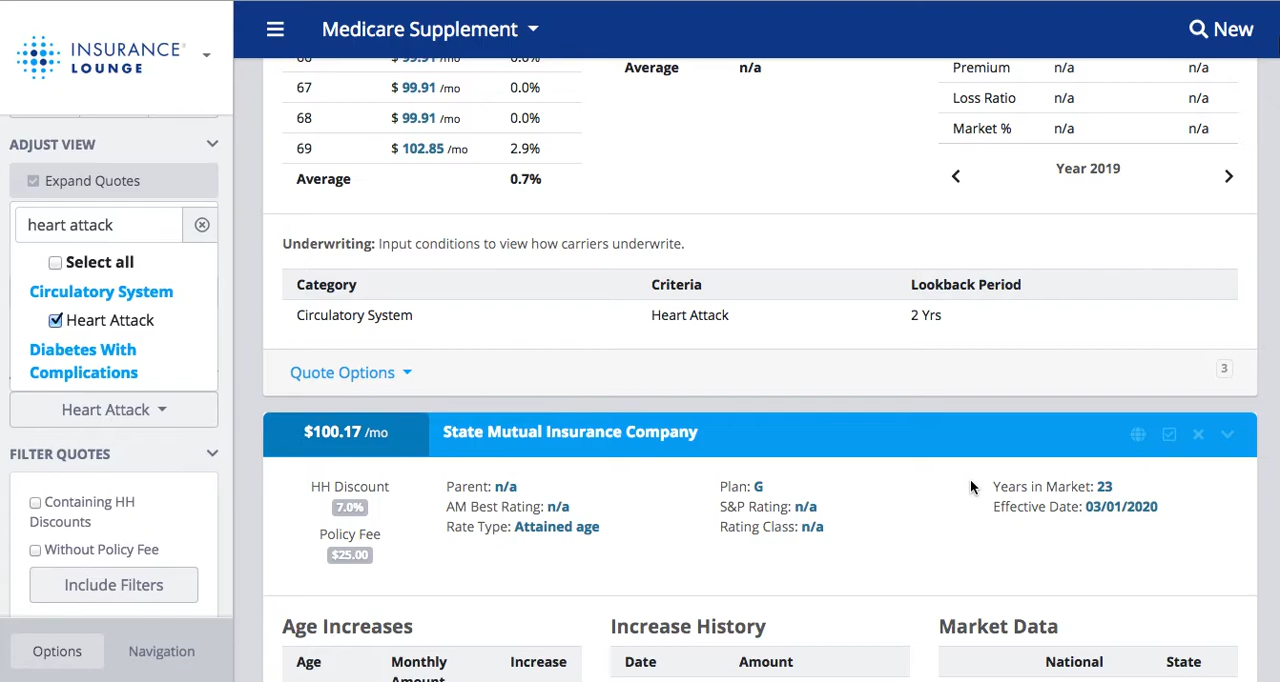 INSURANCE
LOUNGE
Medicare Supplement
New
ADJUST VIEW
Expand Quotes
heart attack
Select all
Circulatory System
Heart Attack
Diabetes With
Complications
Heart Attack
FILTER QUOTES
Containing HH
Discounts
Without Policy Fee
Include Filters
Options
Navigation
67 $ 99.91 /mo 0.0%
68 $ 99.91 /mo 0.0%
69 $ 102.85 /mo 2.9%
Average 0.7%
Average n/a
Premium n/a n/a
Loss Ratio n/a n/a
Market % n/a n/a
Year 2019
Underwriting: Input conditions to view how carriers underwrite.
Category Criteria Lookback Period
Circulatory System Heart Attack 2 Yrs
Quote Options
3
$100.17 /mo State Mutual Insurance Company
HH Discount
7.0%
Policy Fee
$25.00
Parent: n/a
AM Best Rating: n/a
Rate Type: Attained age
Plan: G
S&P Rating: n/a
Rating Class: n/a
Years in Market: 23
Effective Date: 03/01/2020
Age Increases
Age Monthly Increase
Increase History
Date Amount
Market Data
National State